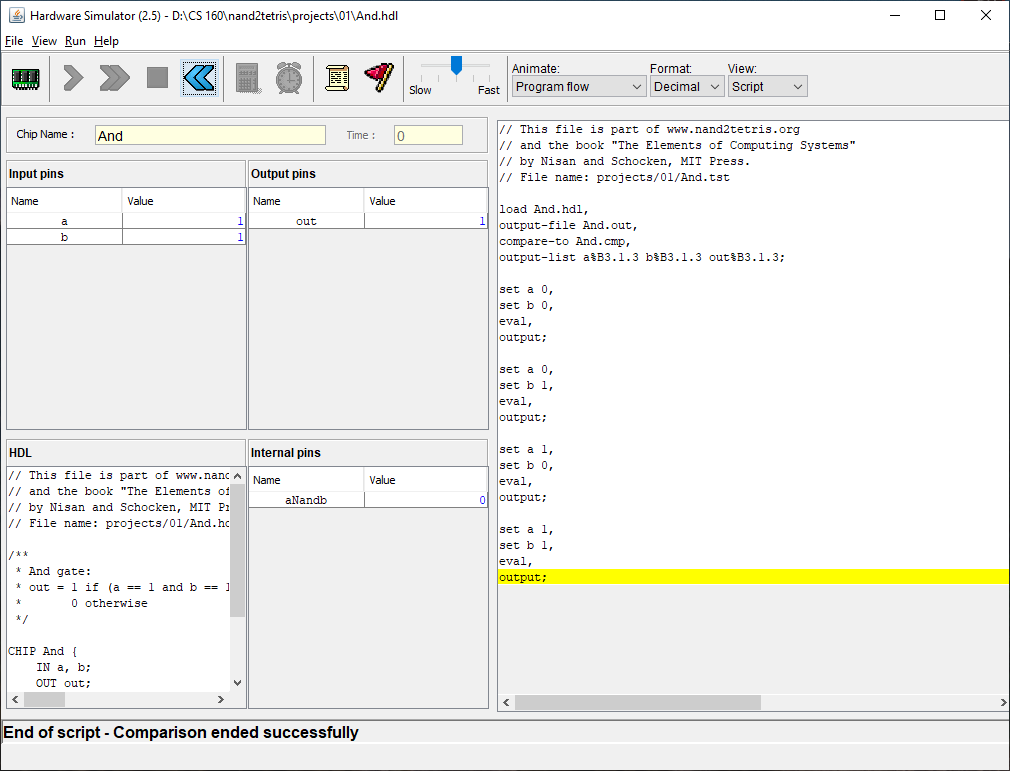 Hardware Simulator (2.5) - D:\CS 160\nand2tetris\projects\01\And.hdl
File View Run Help
Slow Fast
Animate: Format: View:
Program flow Decimal Script
Chip Name : And Time : 0
Input pins
Name Value
a 1
b 1
Output pins
Name Value
out 1
HDL
// This file is part of www.nand
// and the book "The Elements of
// by Nisan and Schocken, MIT Pr
// File name: projects/01/And.hd
/**
* And gate:
* out = 1 if (a == 1 and b == 1
* 0 otherwise
*/
CHIP And {
IN a, b;
OUT out;
Internal pins
Name Value
aNandb 0
// This file is part of www.nand2tetris.org
// and the book "The Elements of Computing Systems"
// by Nisan and Schocken, MIT Press.
// File name: projects/01/And.tst
load And.hdl,
output-file And.out,
compare-to And.cmp,
output-list a%B3.1.3 b%B3.1.3 out%B3.1.3;
set a 0,
set b 0,
eval,
output;
set a 0,
set b 1,
eval,
output;
set a 1,
set b 0,
eval,
output;
set a 1,
set b 1,
eval,
output;
End of script - Comparison ended successfully